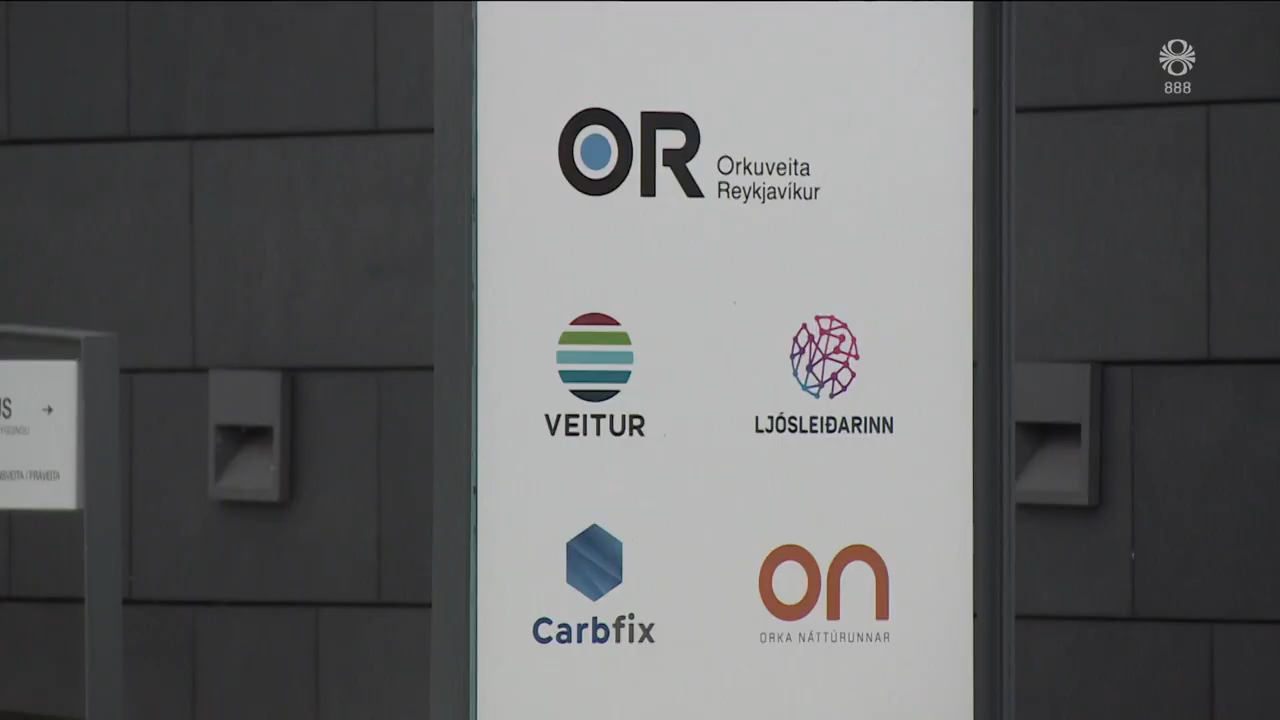 888
OR
Orkuveita
Reykjavíkur
VEITUR
LJÓSLEIÐARINN
Carbfix
on
ORKA NÁTTÚRUNNAR